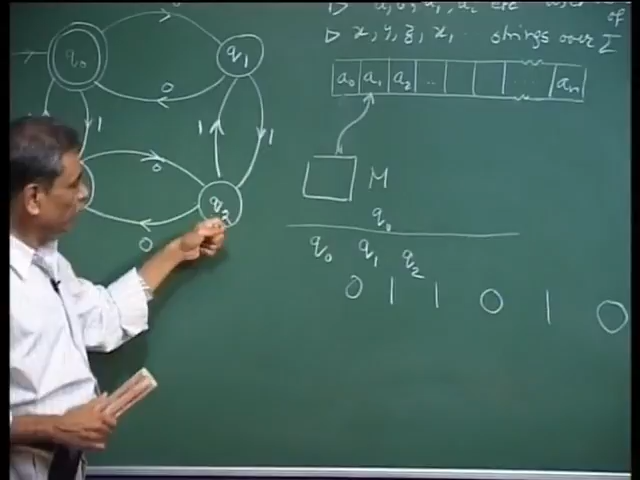 x, y, z, x₁. strings over Σ
of
q₀
0
q₁
0
1
1
1
0
q₂
0
a₀ a₁ a₂ .. ... aₙ
M
q₀
q₀ q₁ q₂
0 1 1 0 1 0